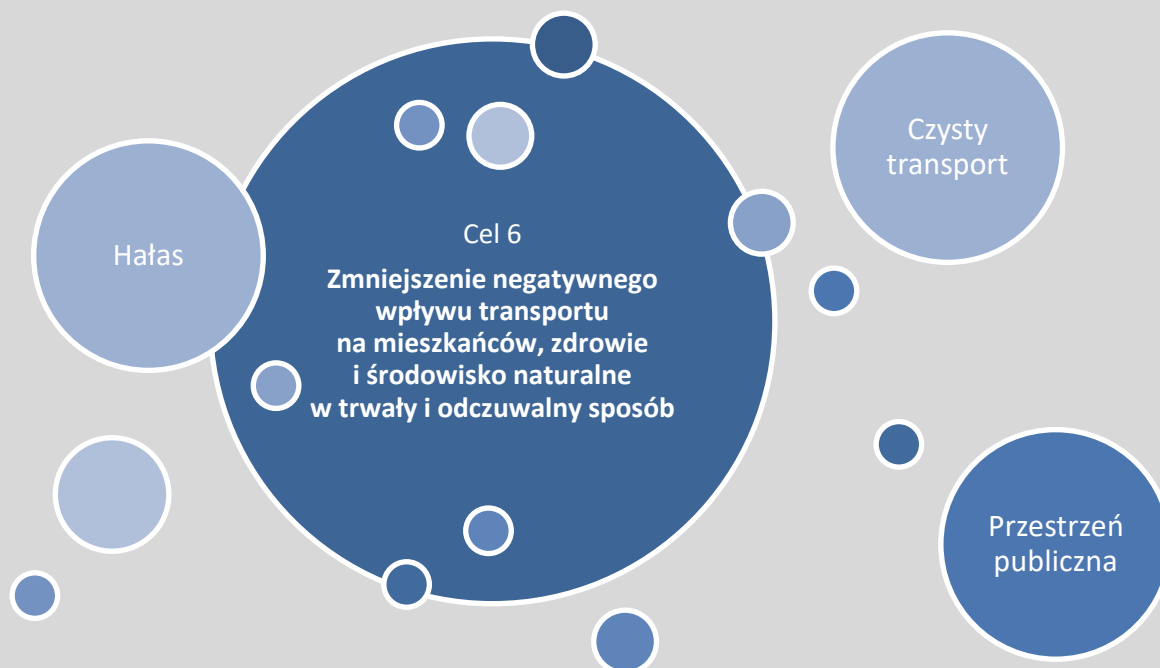 Czysty
transport
Hałas
Cel 6
Zmniejszenie negatywnego
wpływu transportu
na mieszkańców, zdrowie
i środowisko naturalne
w trwały i odczuwalny sposób
Przestrzeń
publiczna